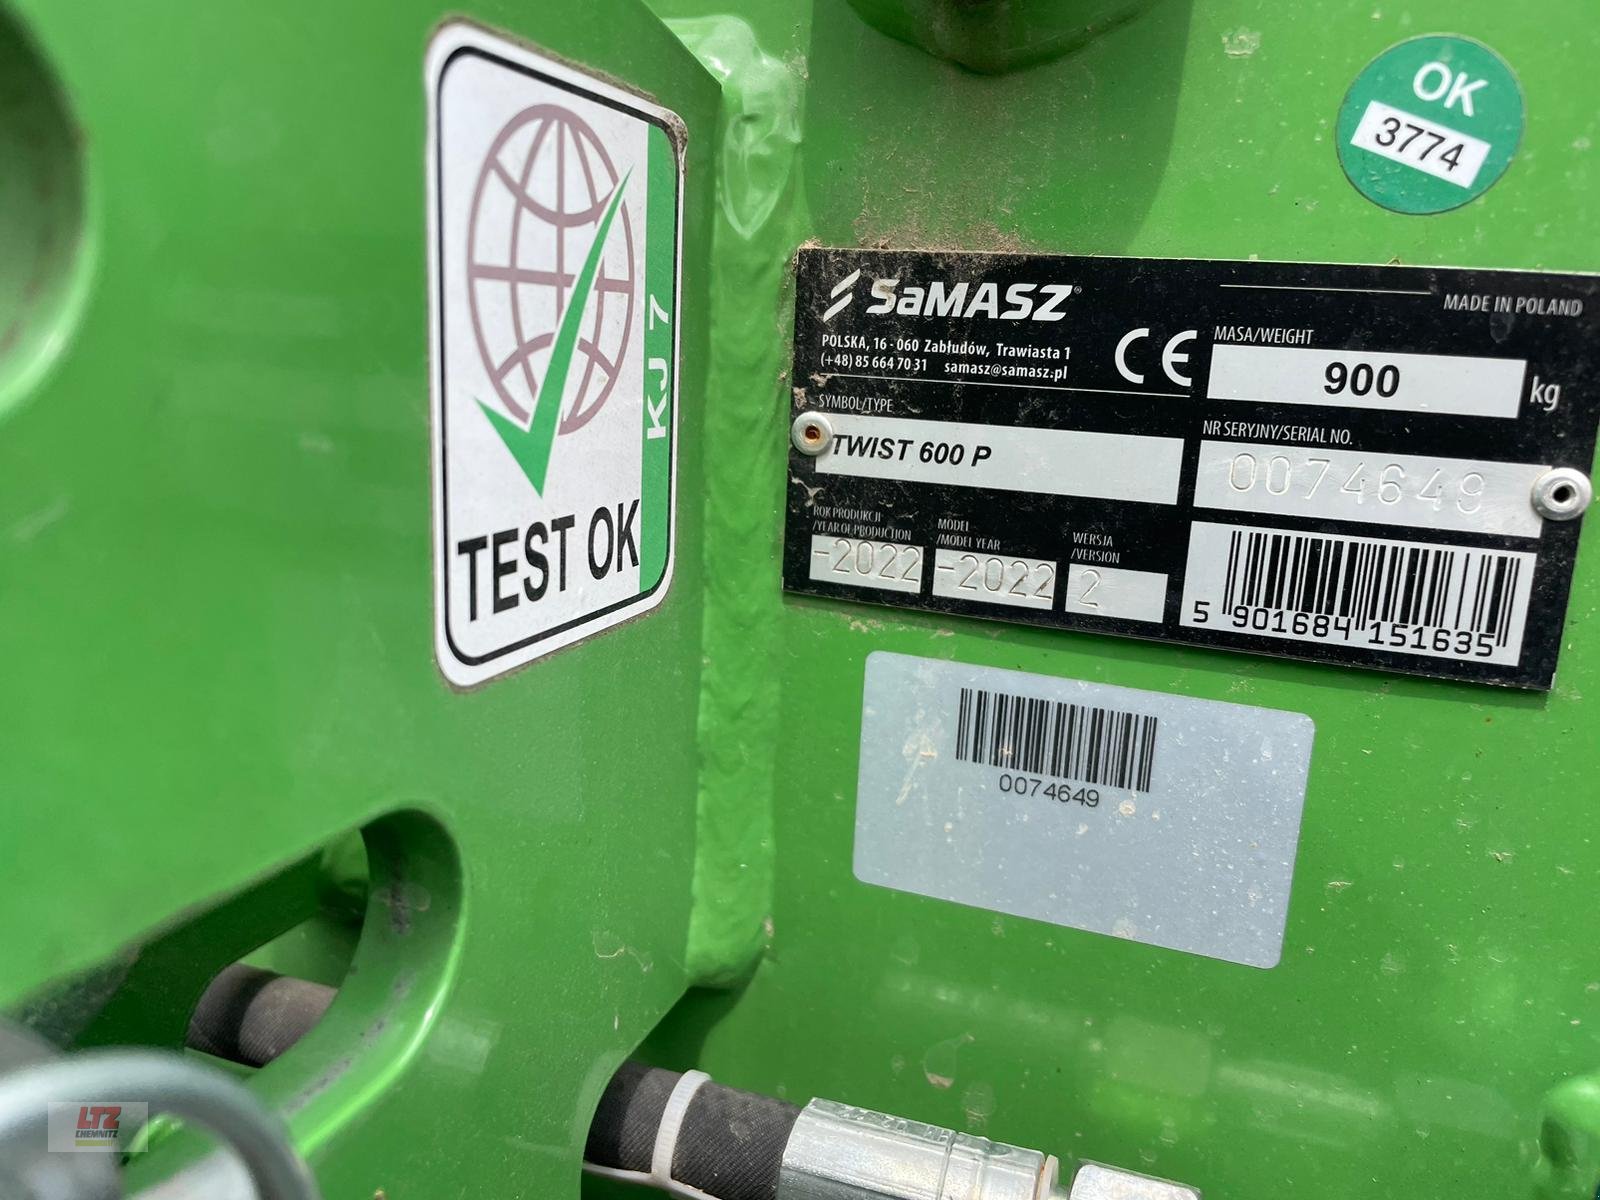 TEST OK
KJ 7
OK
3774
SaMASZ®
MADE IN POLAND
POLSKA, 16 - 060 Zabłudów, Trawiasta 1
(+48) 85 664 70 31 samasz@samasz.pl
CE
MASA/WEIGHT
900 kg
SYMBOL/TYPE
TWIST 600 P
NR SERYJNY/SERIAL NO.
0074649
ROK PRODUKCJI
/YEAR OF PRODUCTION
-2022
MODEL
/MODEL YEAR
-2022
WERSJA
/VERSION
2
5 901684 151635
0074649
LTZ
CHEMNITZ